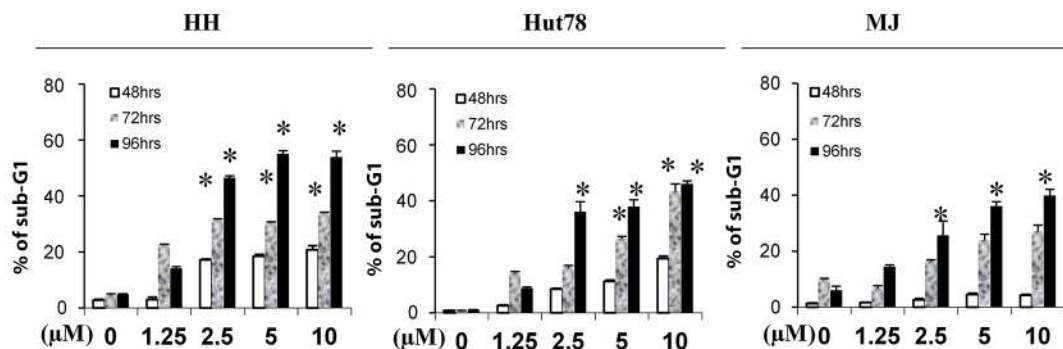 HH
80
60
40
20
0
% of sub-G1
48hrs
72hrs
96hrs
* * * * * *
(μM) 0 1.25 2.5 5 10
Hut78
80
60
40
20
0
% of sub-G1
48hrs
72hrs
96hrs
* * * * *
(μM) 0 1.25 2.5 5 10
MJ
80
60
40
20
0
% of sub-G1
48hrs
72hrs
96hrs
* * *
(μM) 0 1.25 2.5 5 10